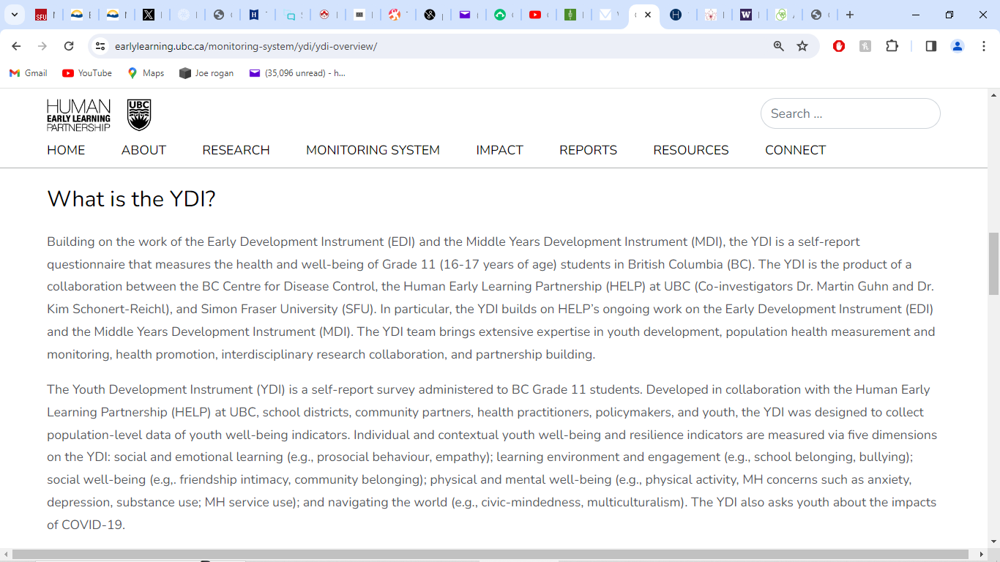 earlylearning.ubc.ca/monitoring-system/ydi/ydi-overview/
Gmail YouTube Maps Joe rogan (35,096 unread) - h...
HUMAN
EARLY LEARNING
PARTNERSHIP
UBC
Search ...
HOME ABOUT RESEARCH MONITORING SYSTEM IMPACT REPORTS RESOURCES CONNECT
What is the YDI?
Building on the work of the Early Development Instrument (EDI) and the Middle Years Development Instrument (MDI), the YDI is a self-report
questionnaire that measures the health and well-being of Grade 11 (16-17 years of age) students in British Columbia (BC). The YDI is the product of a
collaboration between the BC Centre for Disease Control, the Human Early Learning Partnership (HELP) at UBC (Co-investigators Dr. Martin Guhn and Dr.
Kim Schonert-Reichl), and Simon Fraser University (SFU). In particular, the YDI builds on HELP's ongoing work on the Early Development Instrument (EDI)
and the Middle Years Development Instrument (MDI). The YDI team brings extensive expertise in youth development, population health measurement and
monitoring, health promotion, interdisciplinary research collaboration, and partnership building.
The Youth Development Instrument (YDI) is a self-report survey administered to BC Grade 11 students. Developed in collaboration with the Human Early
Learning Partnership (HELP) at UBC, school districts, community partners, health practitioners, policymakers, and youth, the YDI was designed to collect
population-level data of youth well-being indicators. Individual and contextual youth well-being and resilience indicators are measured via five dimensions
on the YDI: social and emotional learning (e.g., prosocial behaviour, empathy); learning environment and engagement (e.g., school belonging, bullying);
social well-being (e.g,. friendship intimacy, community belonging); physical and mental well-being (e.g., physical activity, MH concerns such as anxiety,
depression, substance use; MH service use); and navigating the world (e.g., civic-mindedness, multiculturalism). The YDI also asks youth about the impacts
of COVID-19.